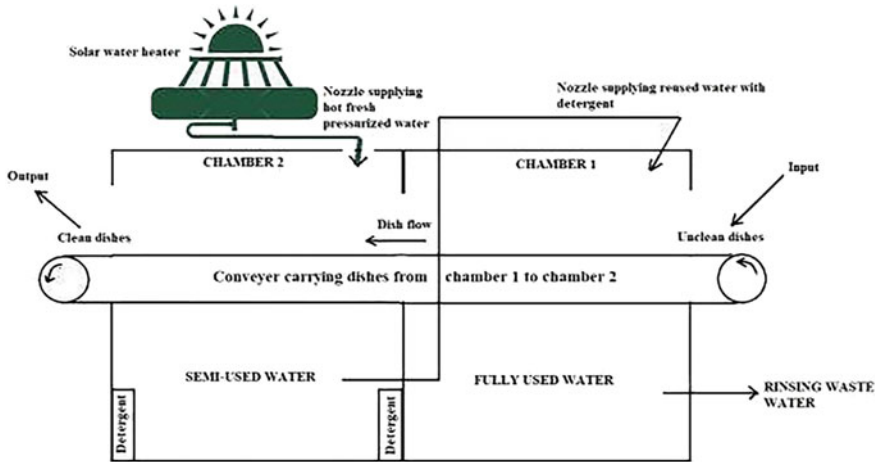 Solar water heater
Nozzle supplying
hot fresh
pressarized water
Nozzle supplying reused water with
detergent
CHAMBER 2
CHAMBER 1
Output
Input
Dish flow
Clean dishes
Unclean dishes
Conveyer carrying dishes from chamber 1 to chamber 2
SEMI-USED WATER
FULLY USED WATER
RINSING WASTE
WATER
Detergent
Detergent